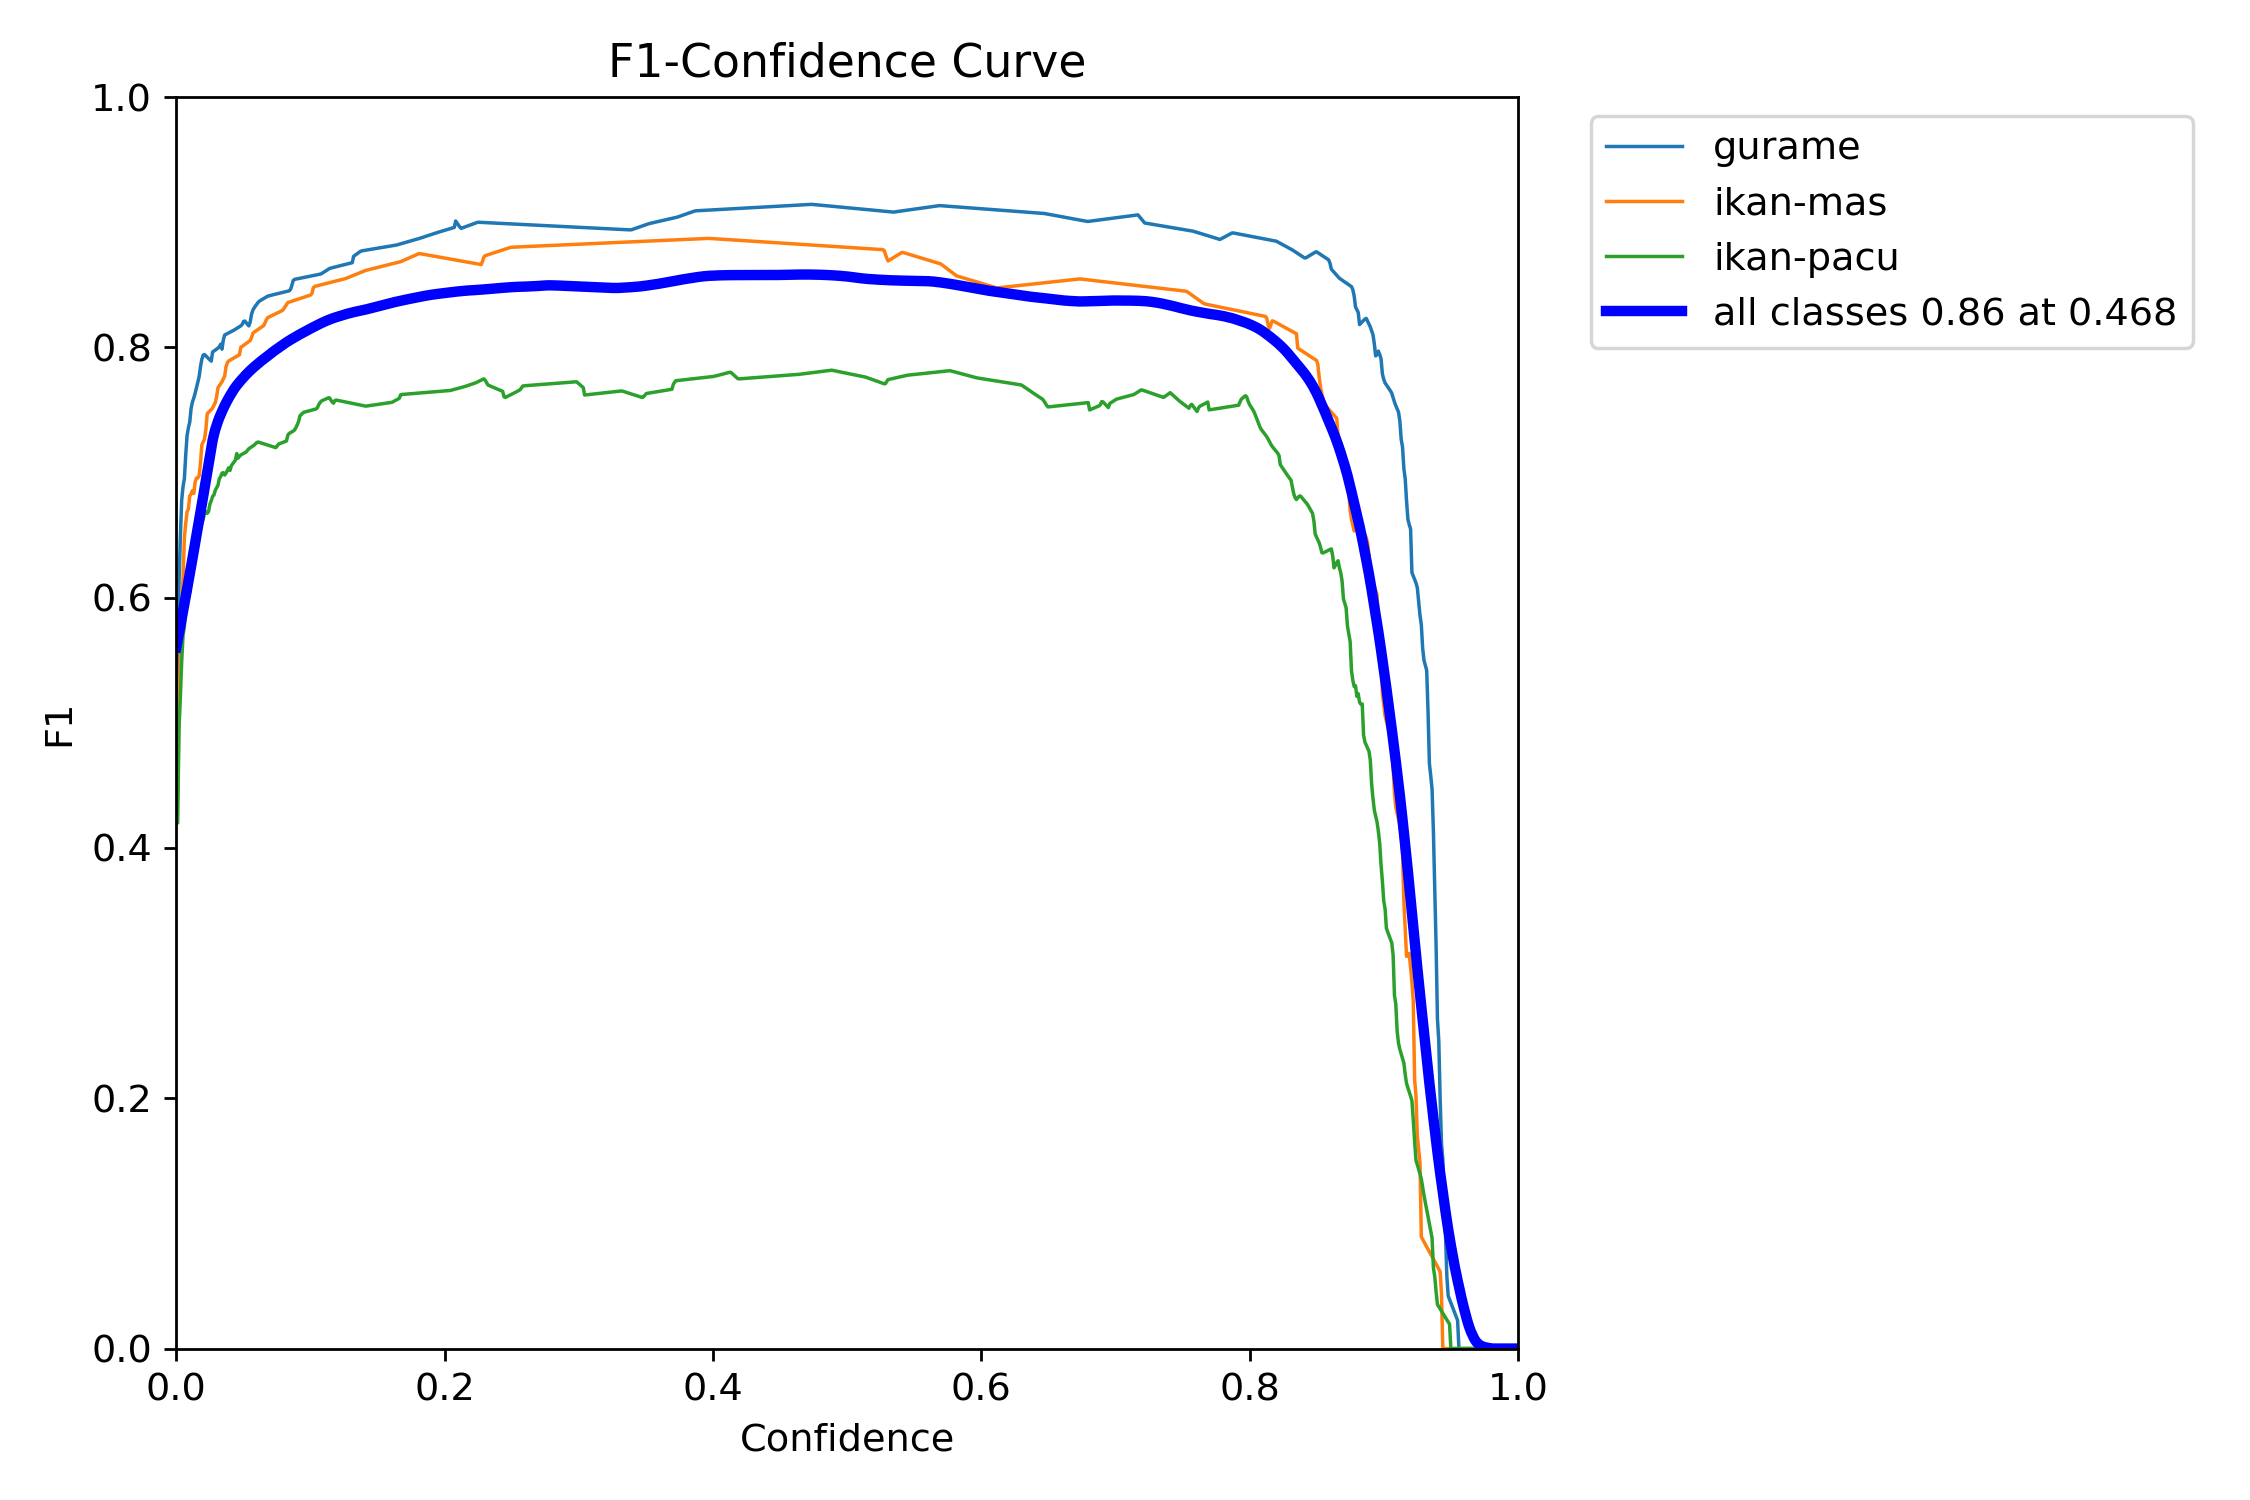 F1-Confidence Curve
1.0
0.8
0.6
0.4
0.2
0.0
F1
0.0 0.2 0.4 0.6 0.8 1.0
Confidence
gurame
ikan-mas
ikan-pacu
all classes 0.86 at 0.468